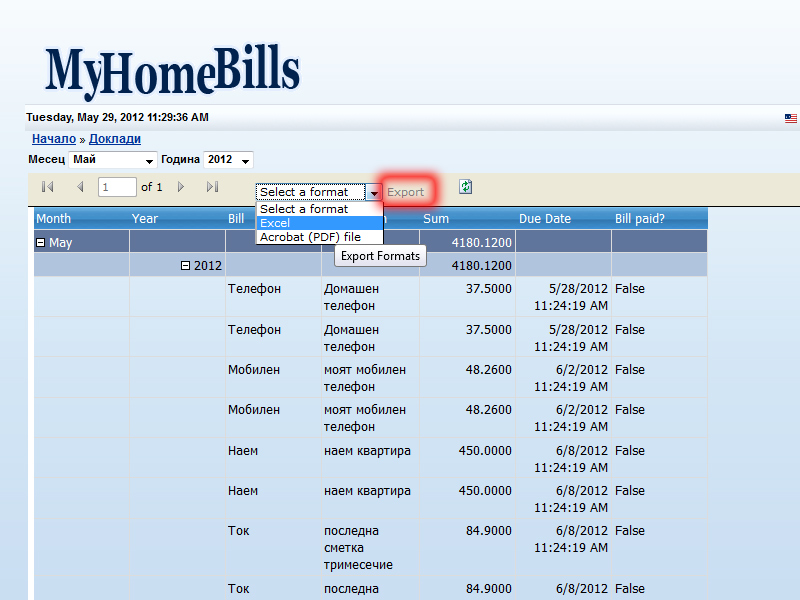 MyHomeBills
Tuesday, May 29, 2012 11:29:36 AM
Начало » Доклади
Месец Май Година 2012
1 of 1 Select a format Export
Select a format
Excel
Acrobat (PDF) file
Export Formats
Month Year Bill Sum Due Date Bill paid?
May 4180.1200
2012 4180.1200
Телефон Домашен 37.5000 5/28/2012 False
телефон 11:24:19 AM
Телефон Домашен 37.5000 5/28/2012 False
телефон 11:24:19 AM
Мобилен моят мобилен 48.2600 6/2/2012 False
телефон 11:24:19 AM
Мобилен моят мобилен 48.2600 6/2/2012 False
телефон 11:24:19 AM
Наем наем квартира 450.0000 6/8/2012 False
11:24:19 AM
Наем наем квартира 450.0000 6/8/2012 False
11:24:19 AM
Ток последна 84.9000 6/8/2012 False
сметка 11:24:19 AM
тримесечие
Ток последна 84.9000 6/8/2012 False